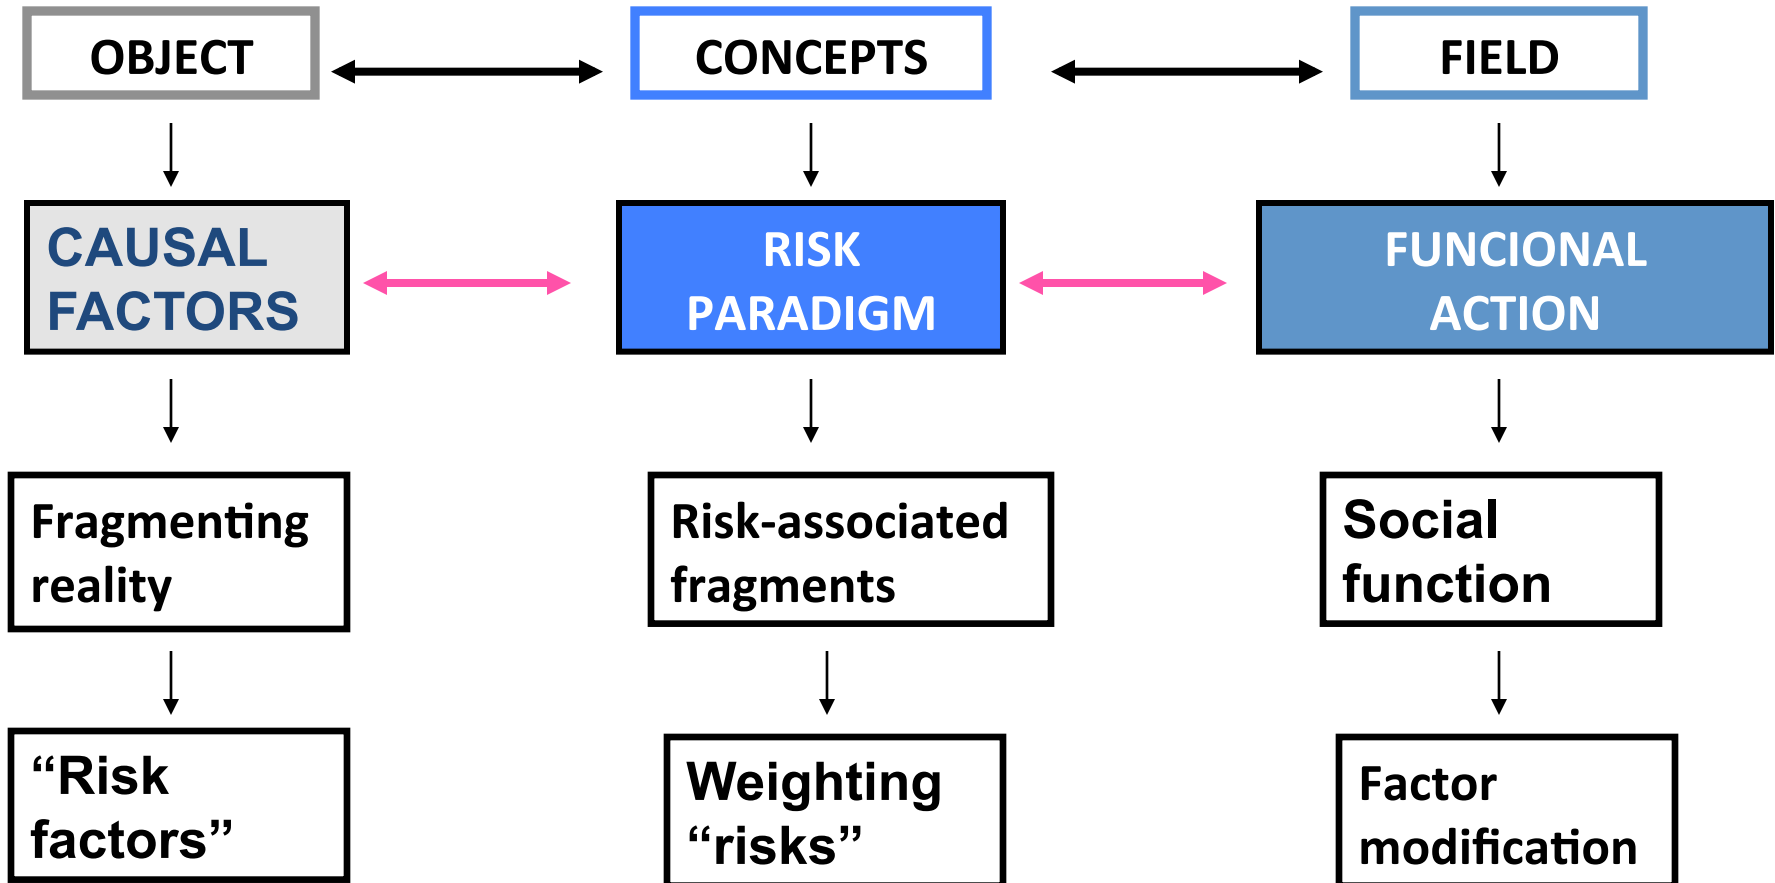 OBJECT
CONCEPTS
FIELD
CAUSAL
FACTORS
RISK
PARADIGM
FUNCIONAL
ACTION
Fragmenting
reality
Risk-associated
fragments
Social
function
“Risk
factors”
Weighting
“risks”
Factor
modification